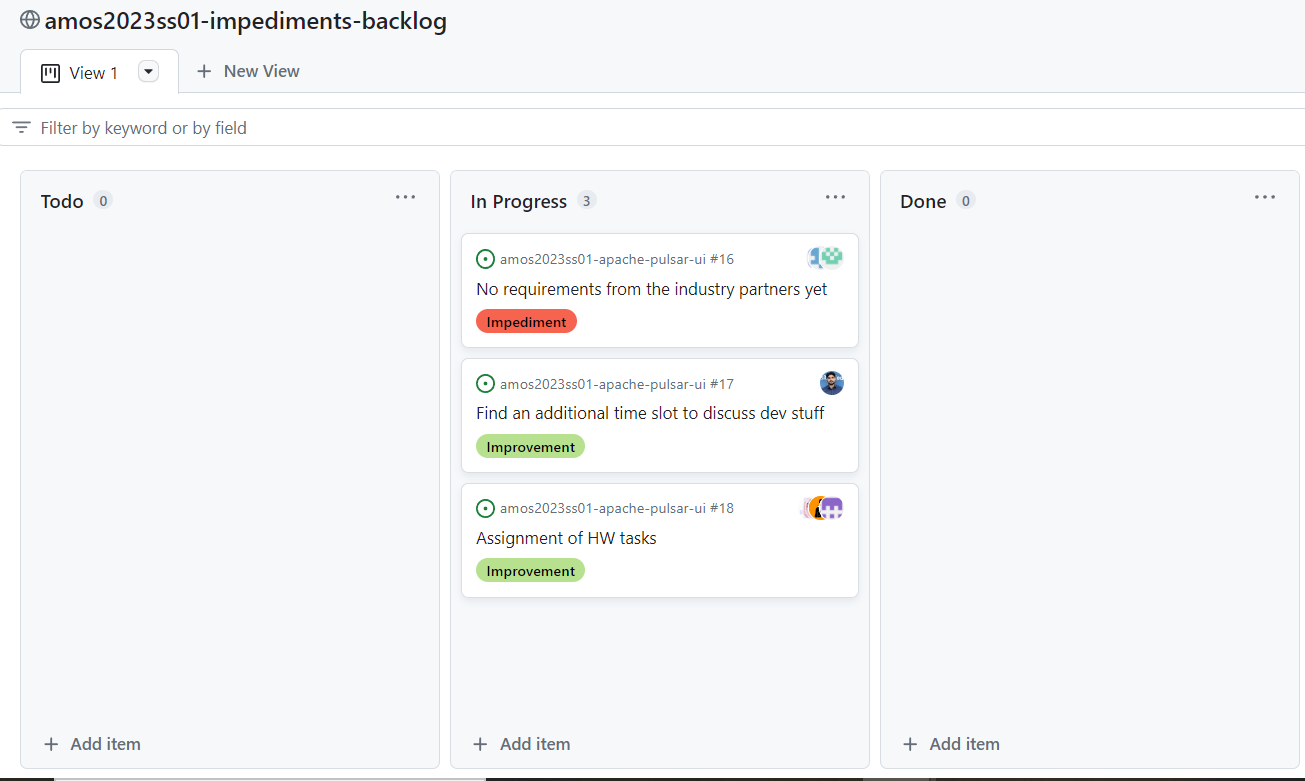 amos2023ss01-impediments-backlog
View 1
New View
Filter by keyword or by field
Todo 0
In Progress 3
amos2023ss01-apache-pulsar-ui #16
No requirements from the industry partners yet
Impediment
amos2023ss01-apache-pulsar-ui #17
Find an additional time slot to discuss dev stuff
Improvement
amos2023ss01-apache-pulsar-ui #18
Assignment of HW tasks
Improvement
Done 0
Add item
Add item
Add item